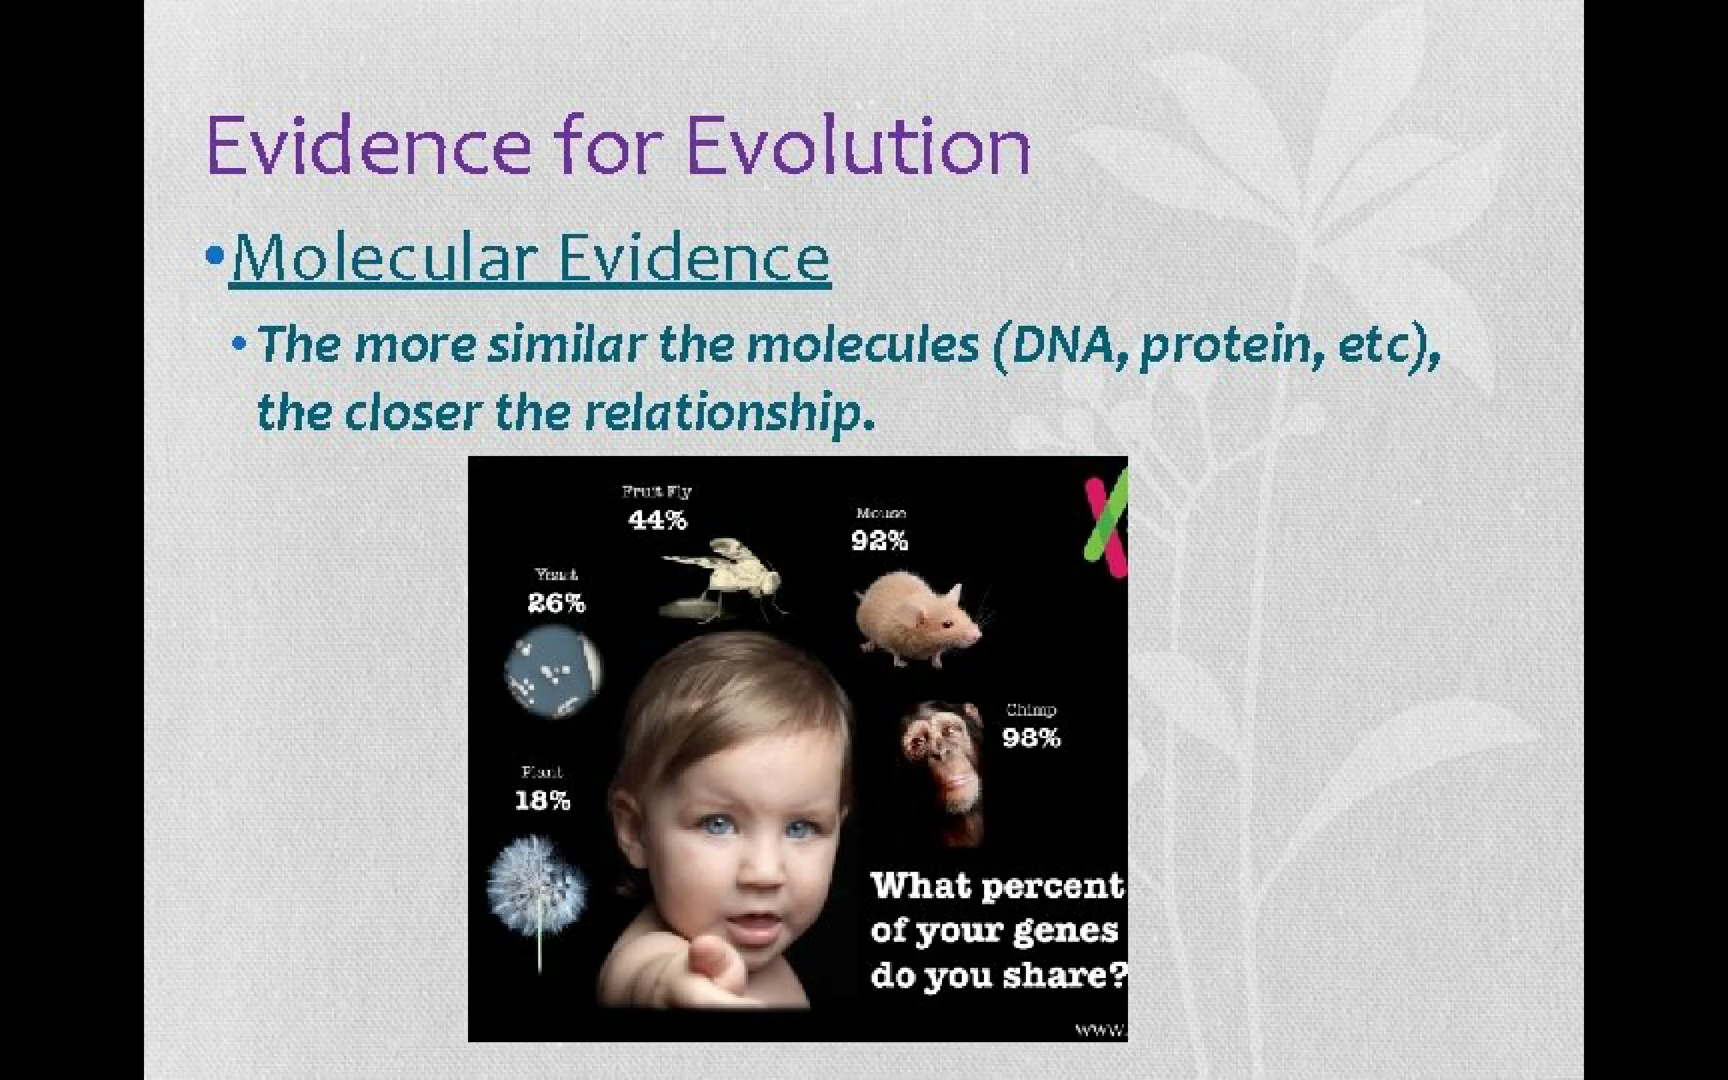 Evidence for Evolution
•Molecular Evidence
•The more similar the molecules (DNA, protein, etc),
the closer the relationship.
Fruit Fly
44%
Mouse
92%
Yeast
26%
Chimp
98%
Plant
18%
What percent
of your genes
do you share?
www.